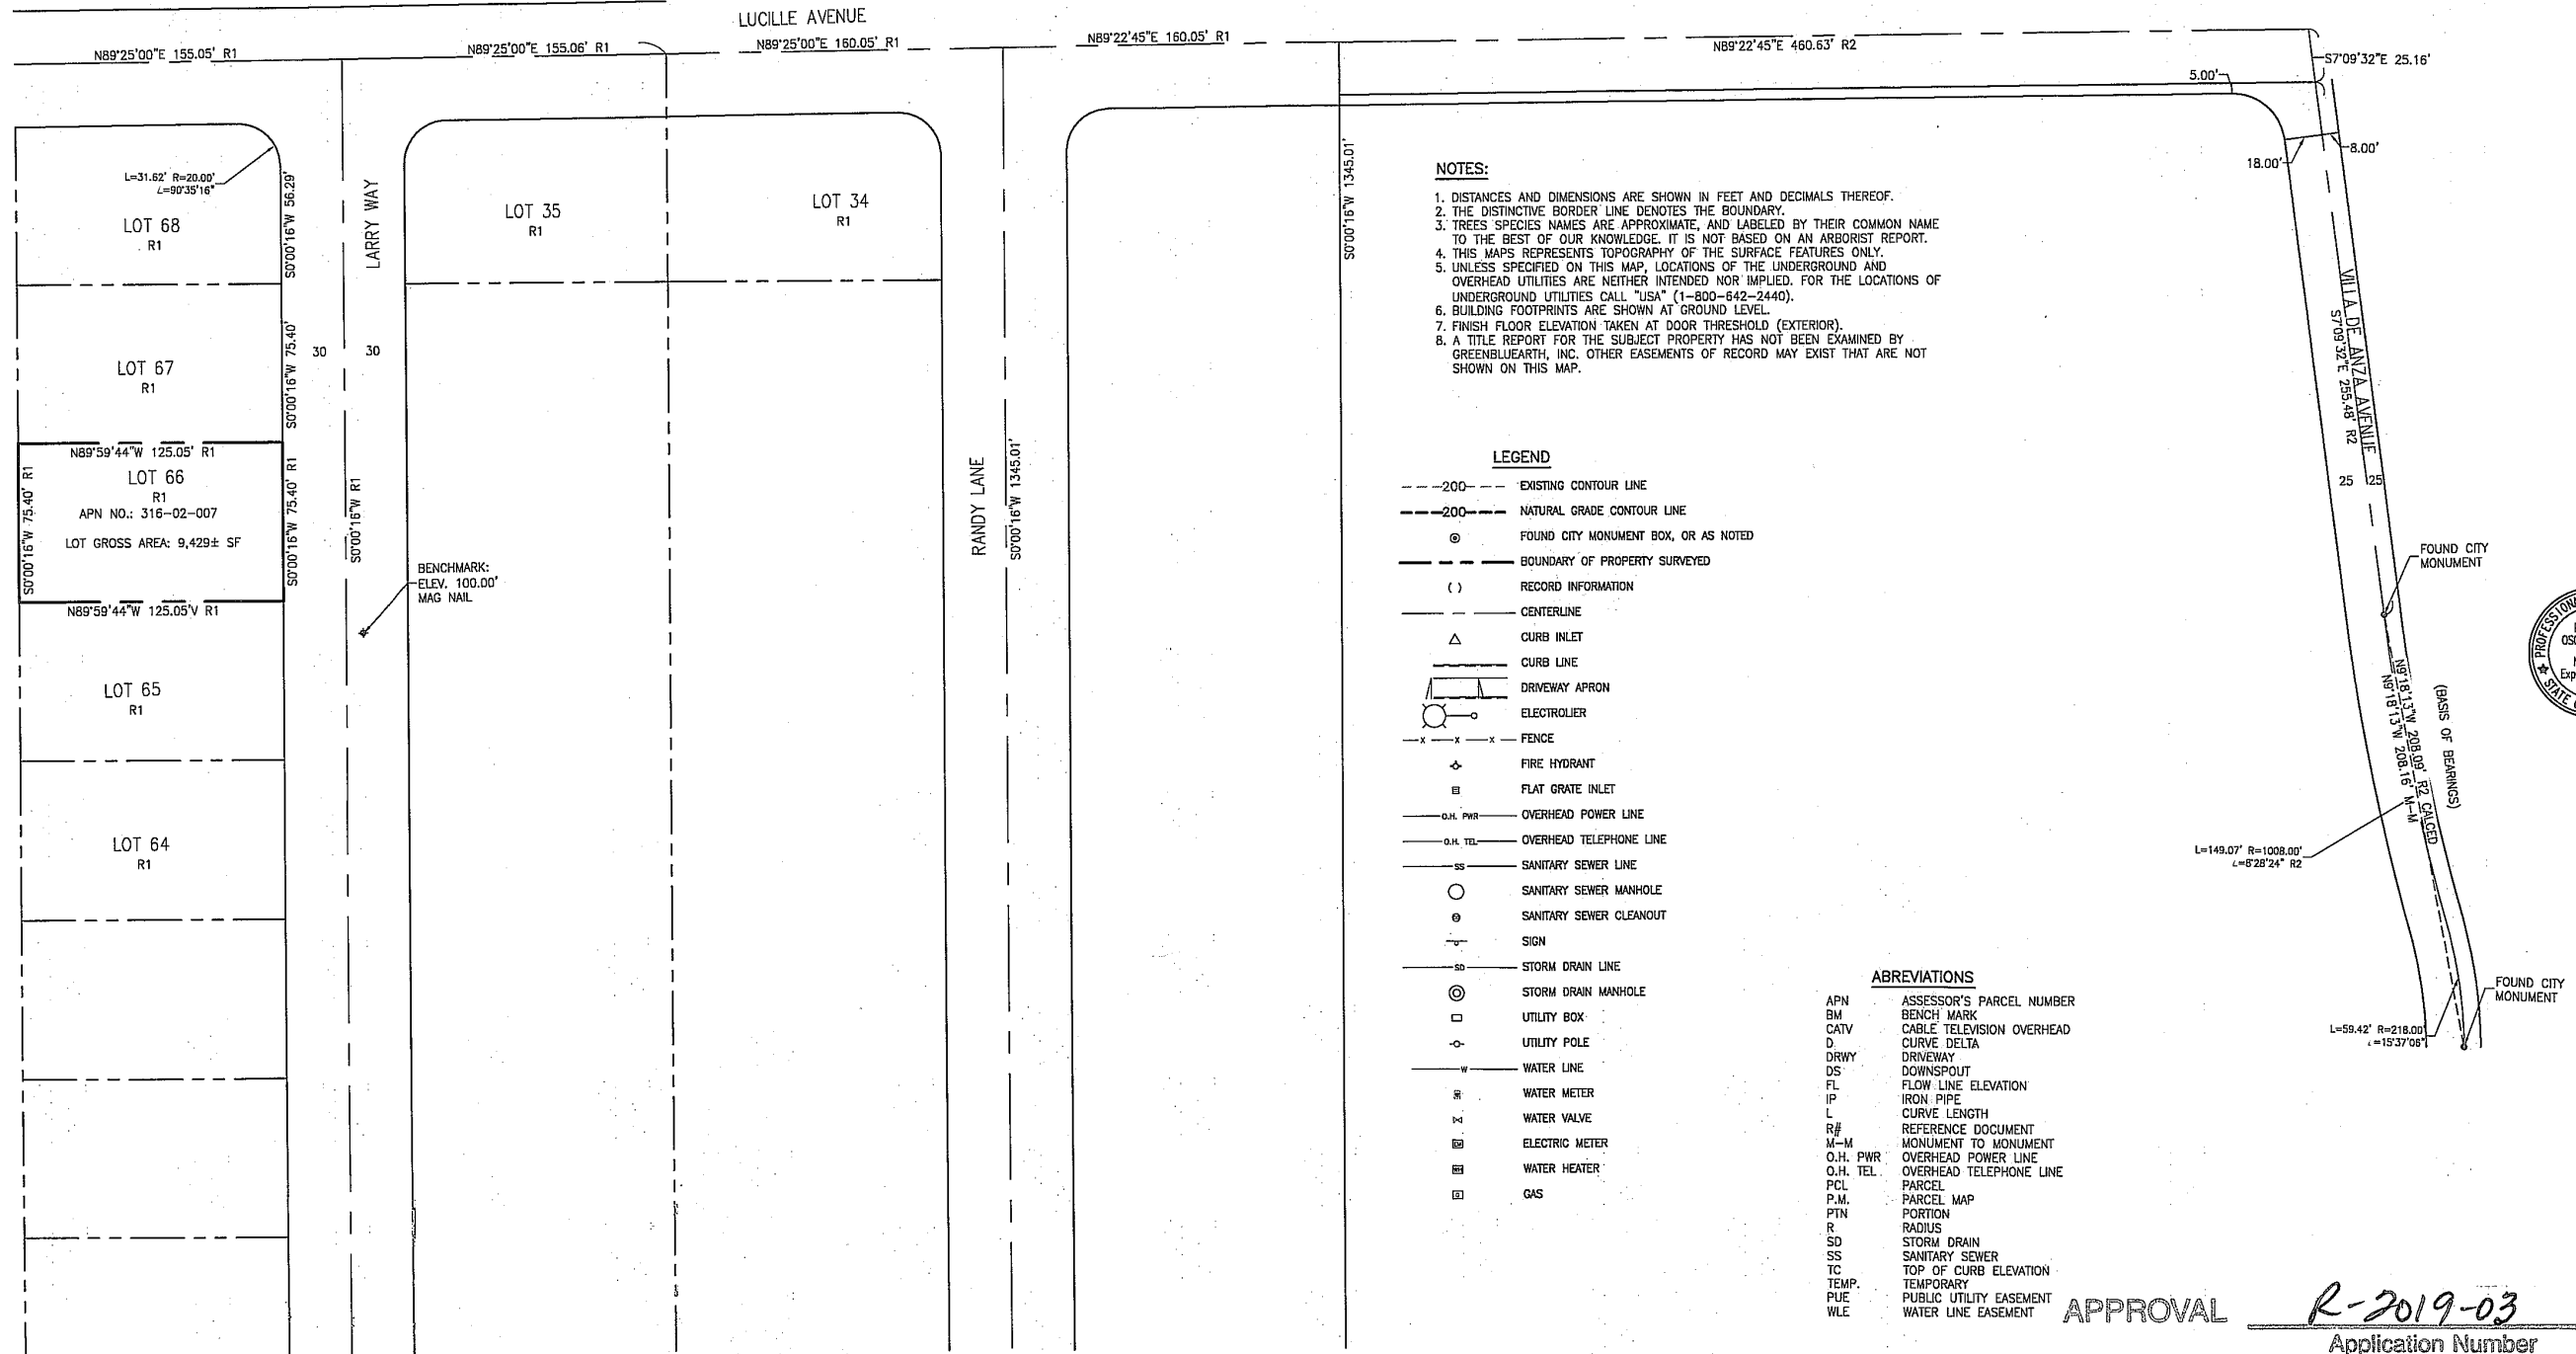 LUCILLE AVENUE
N89°25'00"E 155.05' R1
N89°25'00"E 155.06' R1
N89°25'00"E 160.05' R1
N89°22'45"E 160.05' R1
N89°22'45"E 460.63' R2
S7°09'32"E 25.16'
5.00'
18.00'
8.00'
L=31.62' R=20.00'
∠=90°35'16"
LOT 68
R1
S0°00'16"W 56.29'
LARRY WAY
LOT 35
R1
LOT 34
R1
S0°00'16"W 1345.01'
LOT 67
R1
S0°00'16"W 75.40'
30
30
N89°59'44"W 125.05' R1
LOT 66
R1
APN NO.: 316-02-007
LOT GROSS AREA: 9,429± SF
S0°00'16"W 75.40' R1
S0°00'16"W 75.40' R1
S0°00'16"W R1
N89°59'44"W 125.05'V R1
BENCHMARK:
ELEV. 100.00'
MAG NAIL
RANDY LANE
S0°00'16"W 1345.01'
LOT 65
R1
LOT 64
R1
NOTES:
1. DISTANCES AND DIMENSIONS ARE SHOWN IN FEET AND DECIMALS THEREOF.
2. THE DISTINCTIVE BORDER LINE DENOTES THE BOUNDARY.
3. TREES SPECIES NAMES ARE APPROXIMATE, AND LABELED BY THEIR COMMON NAME
TO THE BEST OF OUR KNOWLEDGE. IT IS NOT BASED ON AN ARBORIST REPORT.
4. THIS MAPS REPRESENTS TOPOGRAPHY OF THE SURFACE FEATURES ONLY.
5. UNLESS SPECIFIED ON THIS MAP, LOCATIONS OF THE UNDERGROUND AND
OVERHEAD UTILITIES ARE NEITHER INTENDED NOR IMPLIED. FOR THE LOCATIONS OF
UNDERGROUND UTILITIES CALL "USA" (1-800-642-2440).
6. BUILDING FOOTPRINTS ARE SHOWN AT GROUND LEVEL.
7. FINISH FLOOR ELEVATION TAKEN AT DOOR THRESHOLD (EXTERIOR).
8. A TITLE REPORT FOR THE SUBJECT PROPERTY HAS NOT BEEN EXAMINED BY
GREENBLUEARTH, INC. OTHER EASEMENTS OF RECORD MAY EXIST THAT ARE NOT
SHOWN ON THIS MAP.
LEGEND
200 EXISTING CONTOUR LINE
200 NATURAL GRADE CONTOUR LINE
FOUND CITY MONUMENT BOX, OR AS NOTED
BOUNDARY OF PROPERTY SURVEYED
( ) RECORD INFORMATION
CENTERLINE
CURB INLET
CURB LINE
DRIVEWAY APRON
ELECTROLIER
x x x FENCE
FIRE HYDRANT
FLAT GRATE INLET
O.H. PWR OVERHEAD POWER LINE
O.H. TEL OVERHEAD TELEPHONE LINE
SS SANITARY SEWER LINE
SANITARY SEWER MANHOLE
SANITARY SEWER CLEANOUT
SIGN
SD STORM DRAIN LINE
STORM DRAIN MANHOLE
UTILITY BOX
UTILITY POLE
W WATER LINE
WATER METER
WATER VALVE
ELECTRIC METER
WATER HEATER
GAS
ABREVIATIONS
APN ASSESSOR'S PARCEL NUMBER
BM BENCH MARK
CATV CABLE TELEVISION OVERHEAD
D CURVE DELTA
DRWY DRIVEWAY
DS DOWNSPOUT
FL FLOW LINE ELEVATION
IP IRON PIPE
L CURVE LENGTH
R# REFERENCE DOCUMENT
M-M MONUMENT TO MONUMENT
O.H. PWR OVERHEAD POWER LINE
O.H. TEL. OVERHEAD TELEPHONE LINE
PCL PARCEL
P.M. PARCEL MAP
PTN PORTION
R RADIUS
SD STORM DRAIN
SS SANITARY SEWER
TC TOP OF CURB ELEVATION
TEMP. TEMPORARY
PUE PUBLIC UTILITY EASEMENT
WLE WATER LINE EASEMENT
VILLA DE ANZA AVENUE
S7°09'32"E 255.48' R2
25
25
FOUND CITY
MONUMENT
N9°18'13"W 208.09' R2 CALCED
N9°18'13"W 208.16' M-M
(BASIS OF BEARINGS)
L=149.07' R=1008.00'
∠=8°28'24" R2
FOUND CITY
MONUMENT
L=59.42' R=218.00'
∠=15°37'06"
PROFESSIONA
STATE
APPROVAL
R-2019-03
Application Number